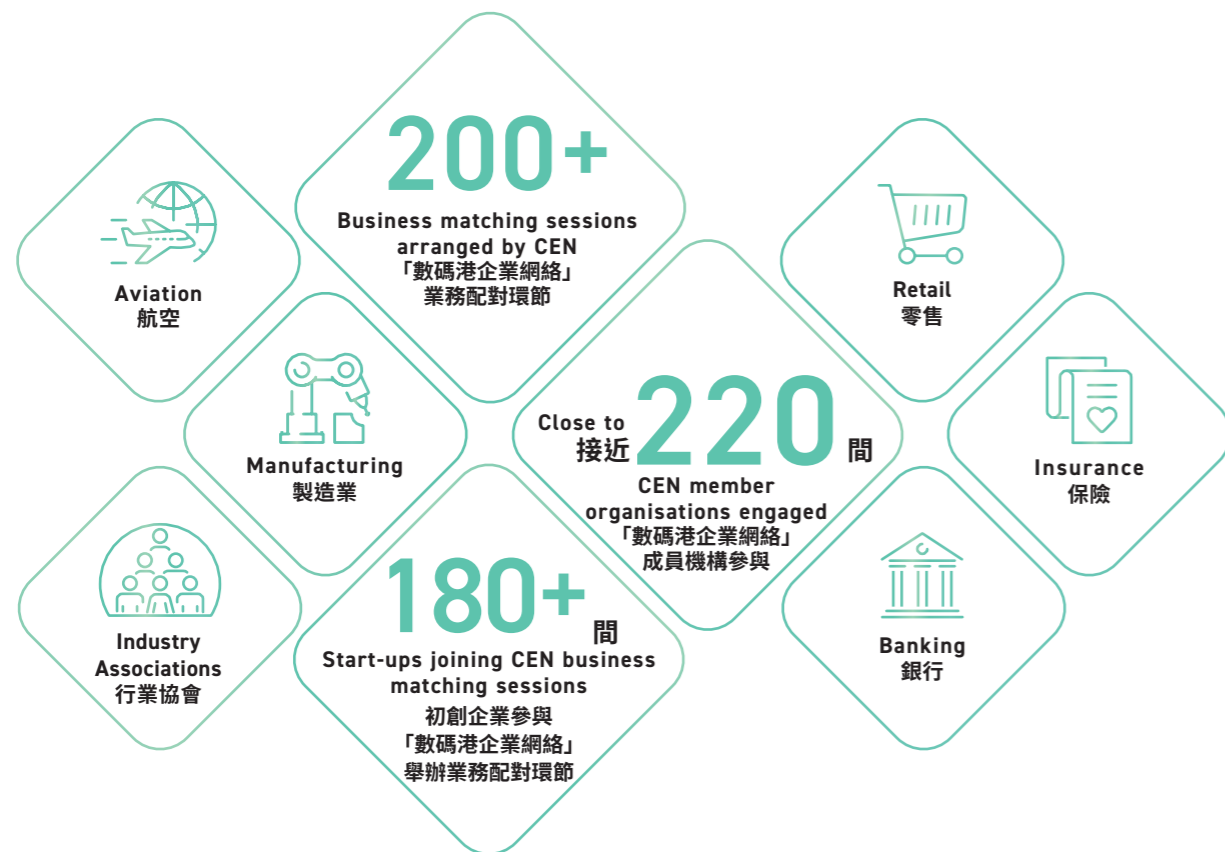 200+
Business matching sessions
arranged by CEN
「數碼港企業網絡」
業務配對環節
Aviation
航空
Retail
零售
Manufacturing
製造業
Close to
接近
220
間
CEN member
organisations engaged
「數碼港企業網絡」
成員機構參與
Insurance
保險
Industry
Associations
行業協會
180+
間
Start-ups joining CEN business
matching sessions
初創企業參與
「數碼港企業網絡」
舉辦業務配對環節
Banking
銀行